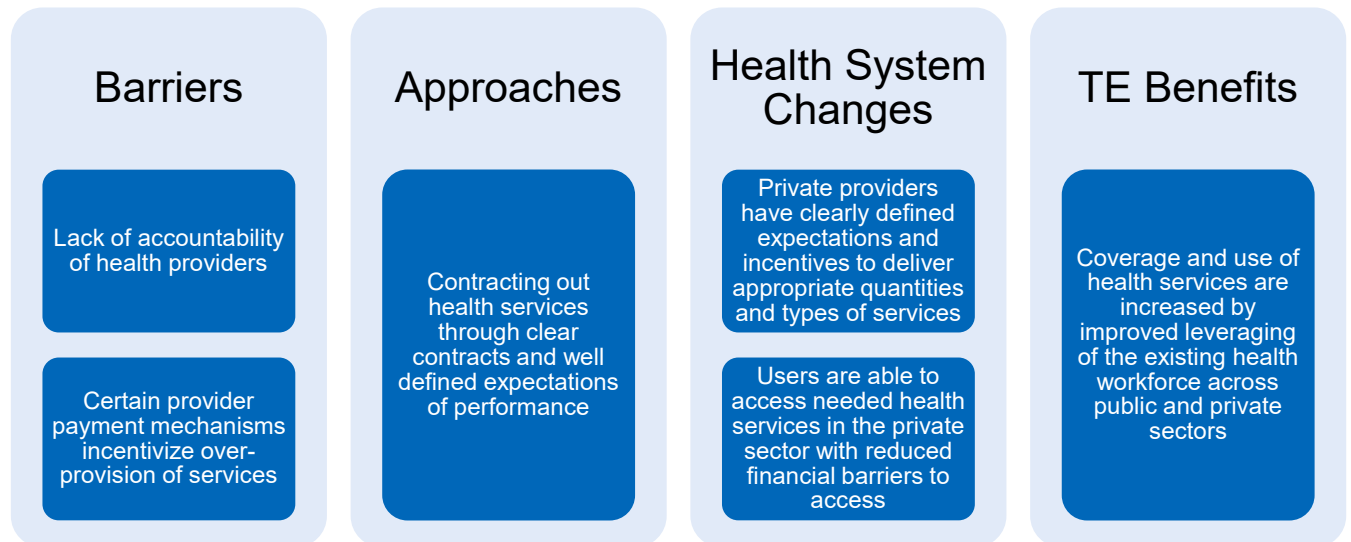 Barriers
Lack of accountability
of health providers
Certain provider
payment mechanisms
incentivize over-
provision of services
Approaches
Contracting out
health services
through clear
contracts and well
defined expectations
of performance
Health System
Changes
Private providers
have clearly defined
expectations and
incentives to deliver
appropriate quantities
and types of services
Users are able to
access needed health
services in the private
sector with reduced
financial barriers to
access
TE Benefits
Coverage and use of
health services are
increased by
improved leveraging
of the existing health
workforce across
public and private
sectors